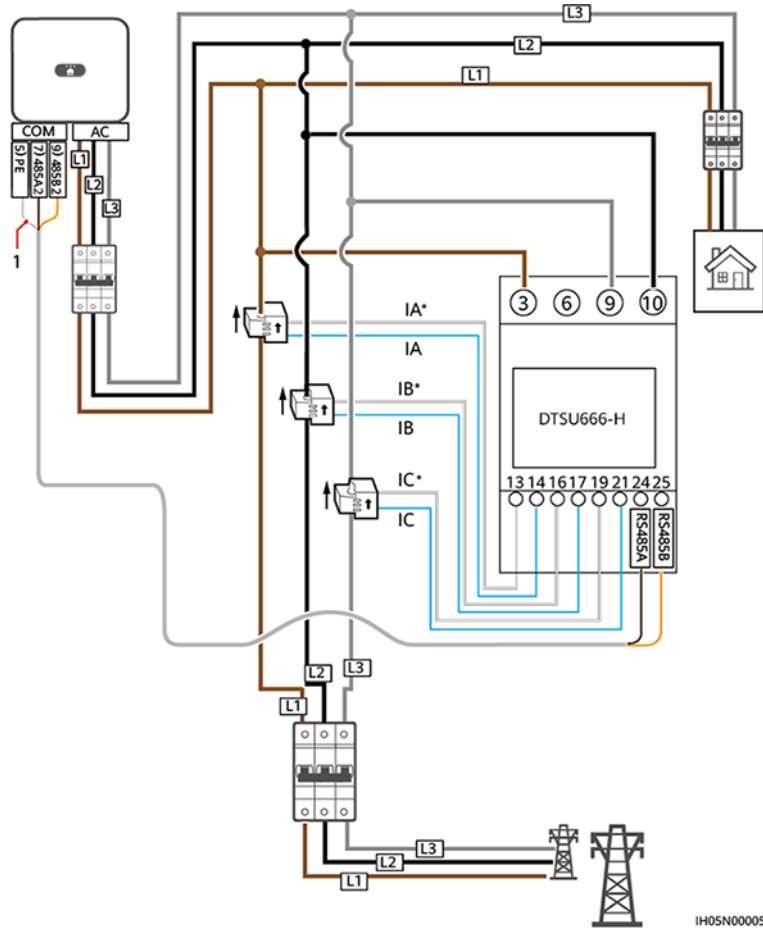 L3
L2
L1
COM
AC
5) PE
7) 485A2
9) 485B2
L1
L2
L3
1
3
6
9
10
IA*
IA
IB*
IB
IC*
IC
DTSU666-H
13 14 16 17 19 21 24 25
RS485A
RS485B
L2
L3
L1
L3
L2
L1
IH05N00005